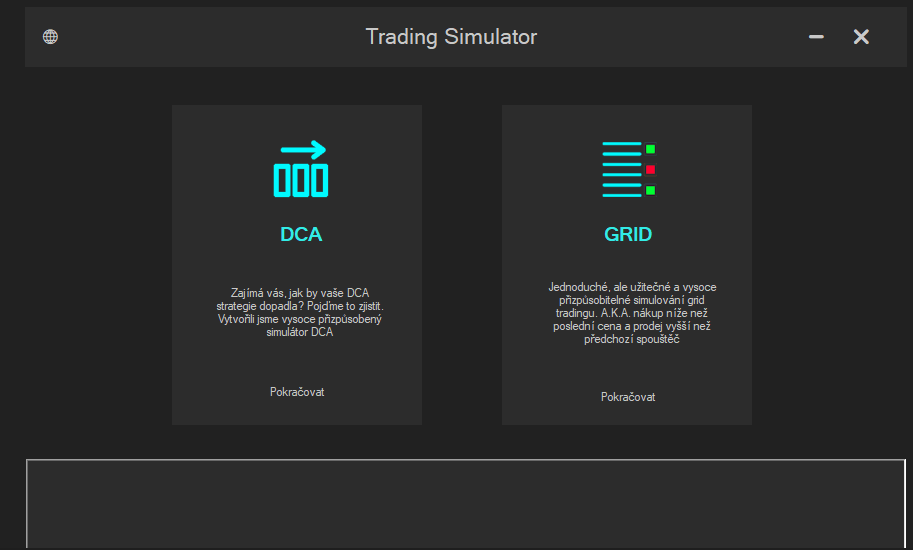 Trading Simulator
DCA
Zajímá vás, jak by vaše DCA
strategie dopadla? Pojďme to zjistit.
Vytvořili jsme vysoce přizpůsobený
simulátor DCA
Pokračovat
GRID
Jednoduché, ale užitečné a vysoce
přizpůsobitelné simulování grid
tradingu. A.K.A. nákup níže než
poslední cena a prodej vyšší než
předchozí spouštěč
Pokračovat